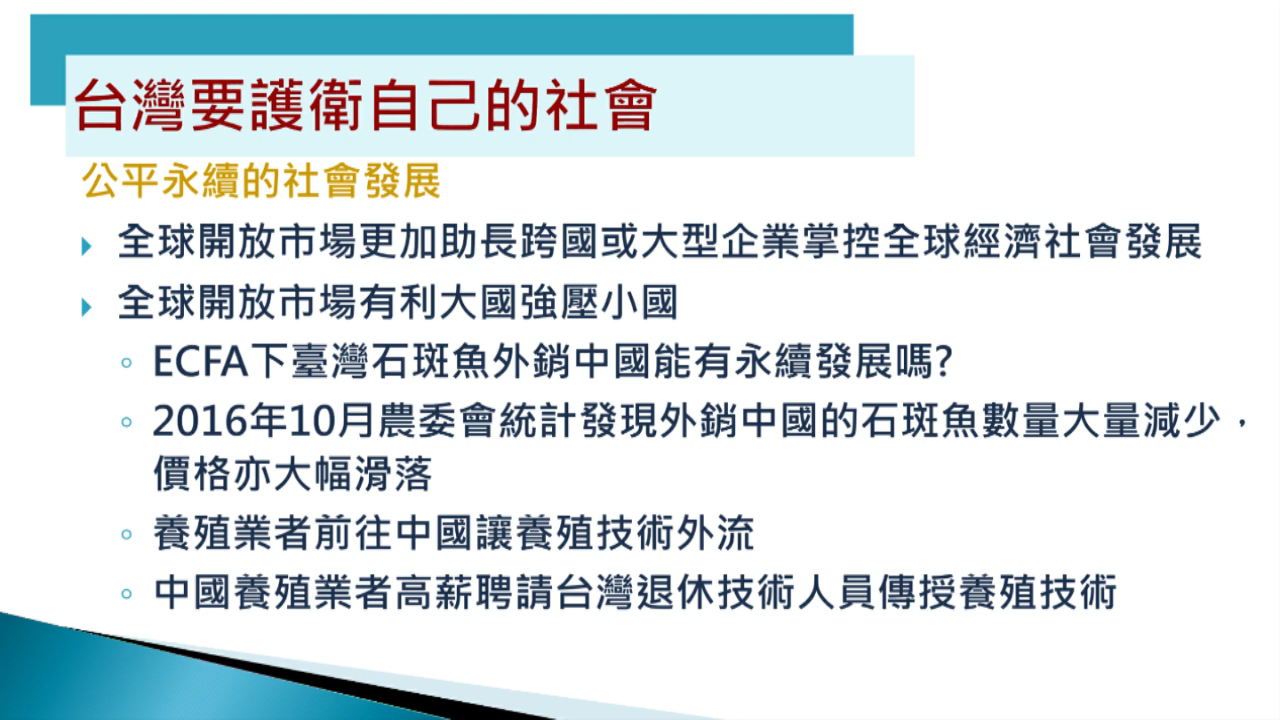 台灣要護衛自己的社會
公平永續的社會發展
全球開放市場更加助長跨國或大型企業掌控全球經濟社會發展
全球開放市場有利大國強壓小國
ECFA下臺灣石斑魚外銷中國能有永續發展嗎?
2016年10月農委會統計發現外銷中國的石斑魚數量大量減少，
價格亦大幅滑落
養殖業者前往中國讓養殖技術外流
中國養殖業者高薪聘請台灣退休技術人員傳授養殖技術